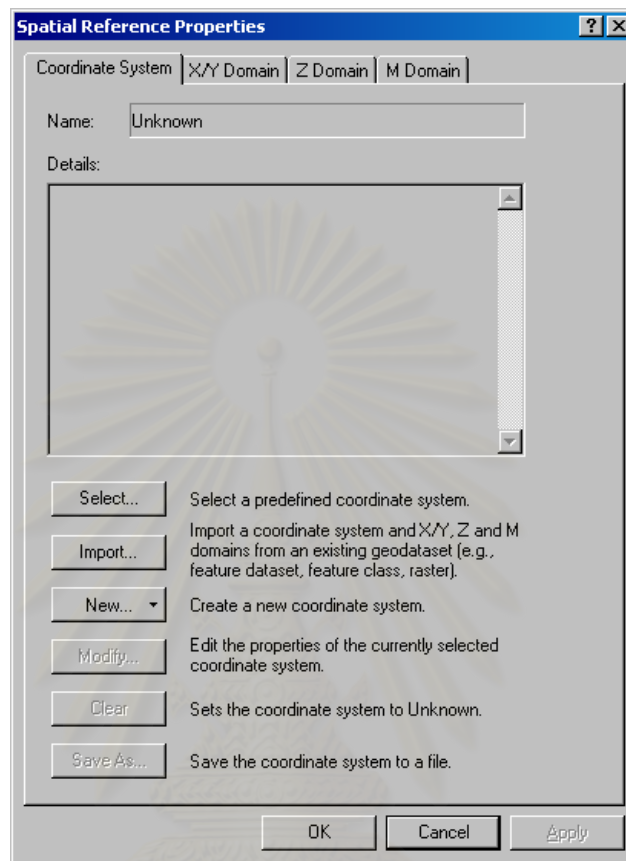 Spatial Reference Properties
Coordinate System X/Y Domain Z Domain M Domain
Name: Unknown
Details:
Select... Select a predefined coordinate system.
Import... Import a coordinate system and X/Y, Z and M
domains from an existing geodataset (e.g.,
feature dataset, feature class, raster).
New... Create a new coordinate system.
Modify... Edit the properties of the currently selected
coordinate system.
Clear Sets the coordinate system to Unknown.
Save As... Save the coordinate system to a file.
OK Cancel Apply